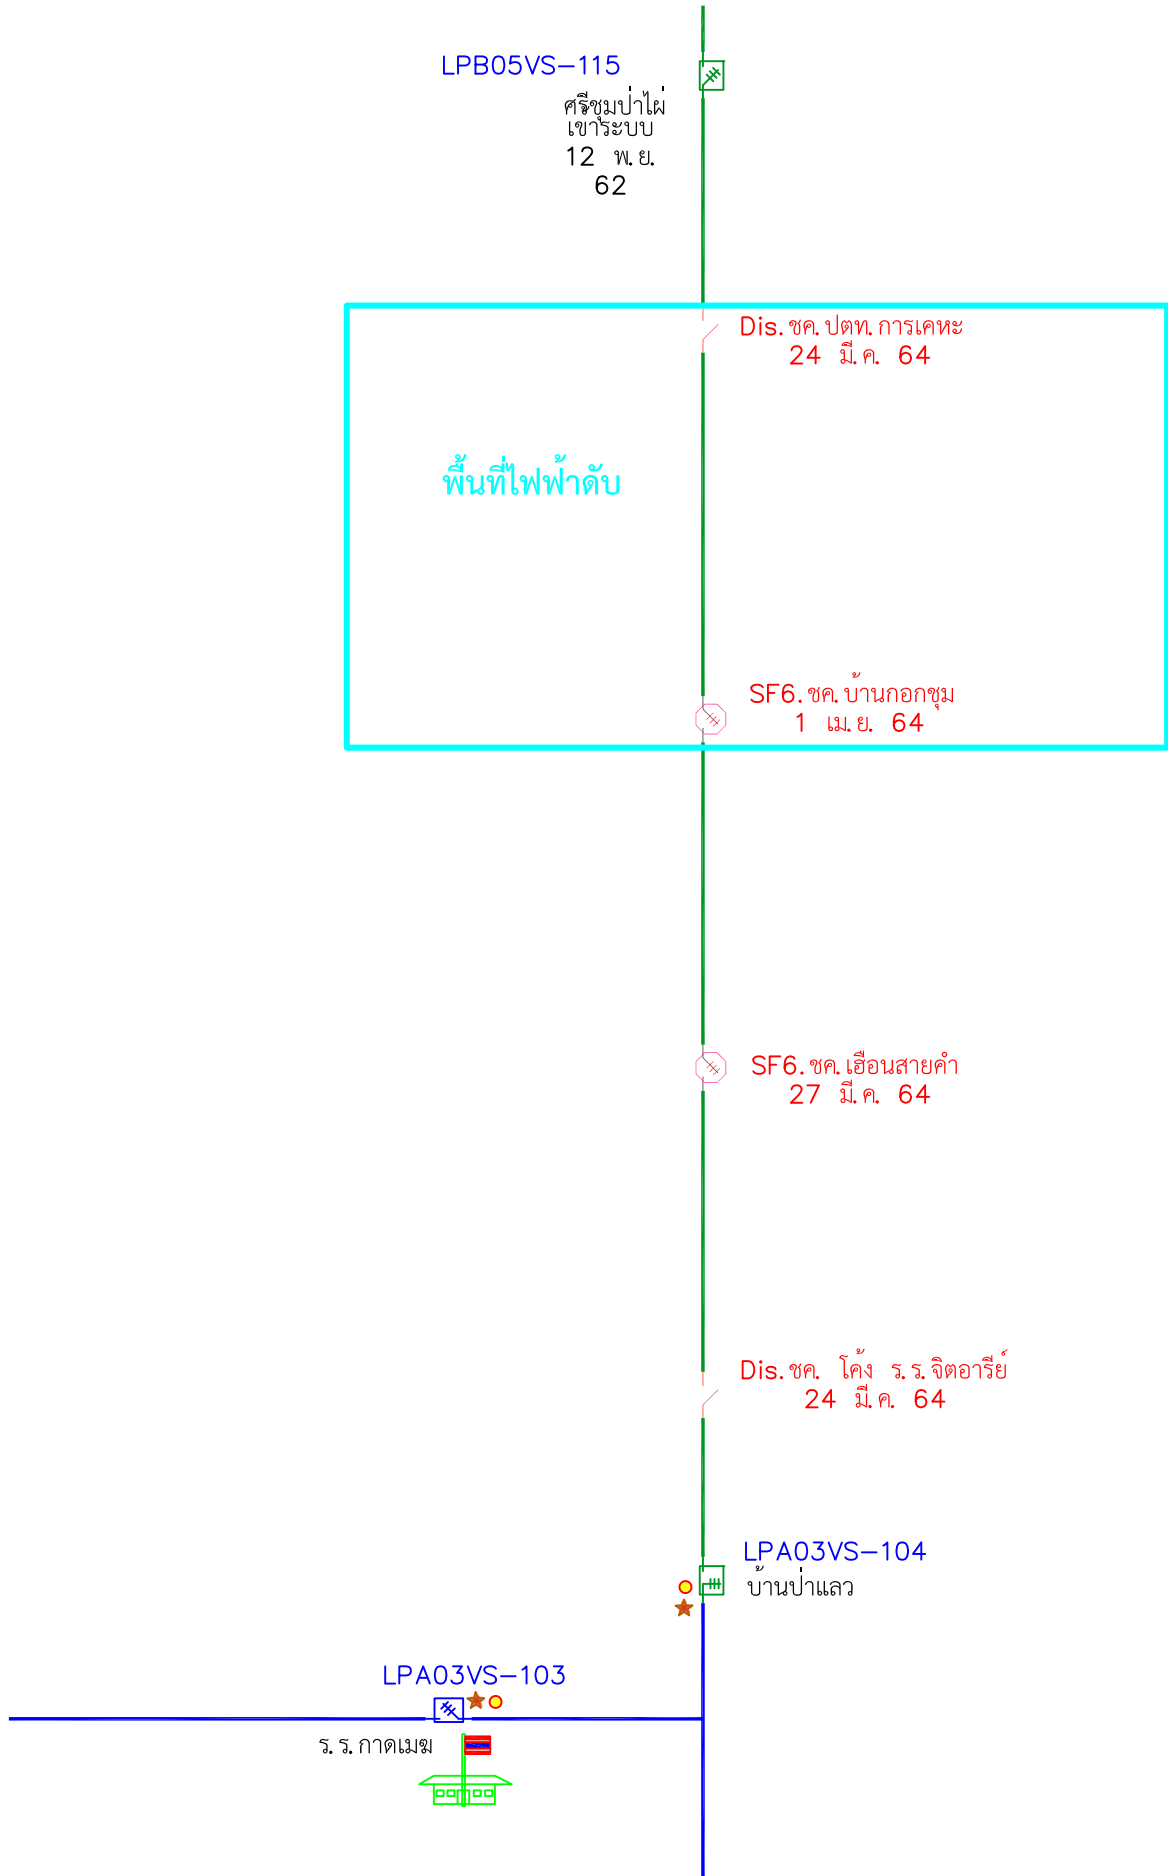 LPB05VS-115
ศรีชุมป่าไผ่
เข้าระบบ
12 พ.ย.
62
Dis.ชค.ปตท.การเคหะ
24 มี.ค. 64
พื้นที่ไฟฟ้าดับ
SF6.ชค.บ้านกอกชุม
1 เม.ย. 64
SF6.ชค.เฮือนสายคำ
27 มี.ค. 64
Dis.ชค. โค้ง ร.ร.จิตอารีย์
24 มี.ค. 64
LPA03VS-104
บ้านป่าแลว
LPA03VS-103
ร.ร.กาดเมฆ